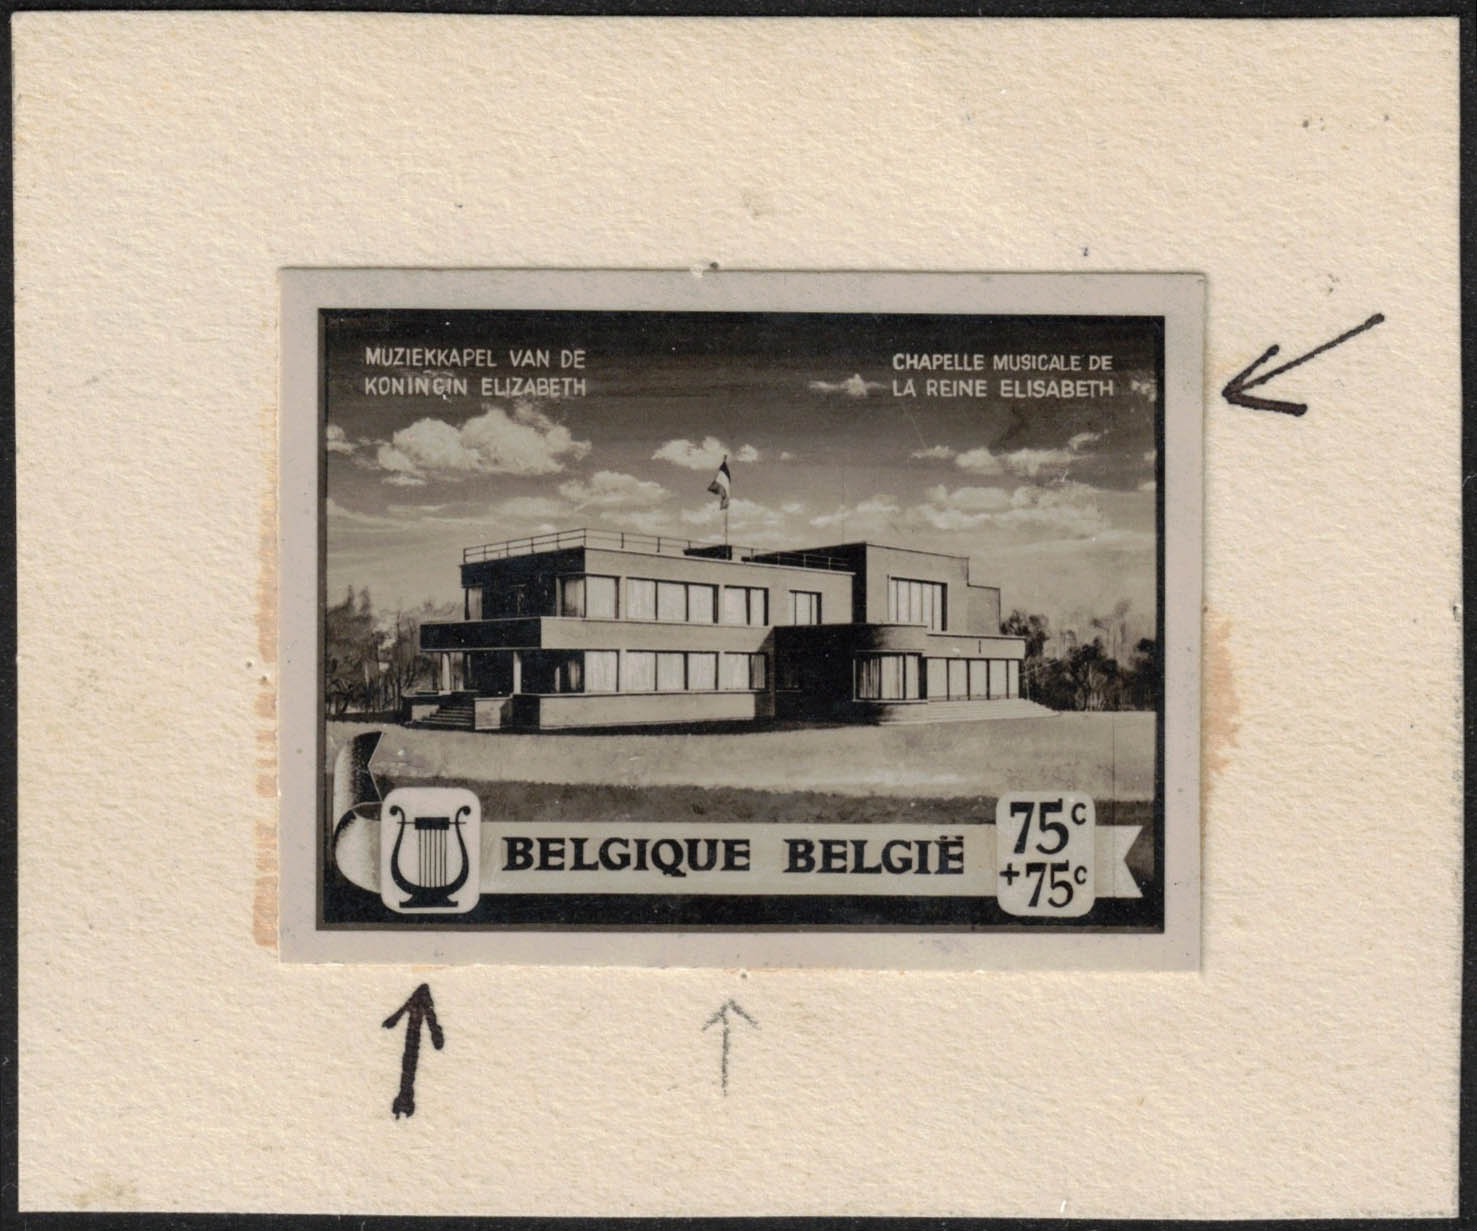 MUZIEKKAPEL VAN DE
KONINGIN ELIZABETH
CHAPELLE MUSICALE DE
LA REINE ELISABETH
BELGIQUE BELGIË
75c
+75c